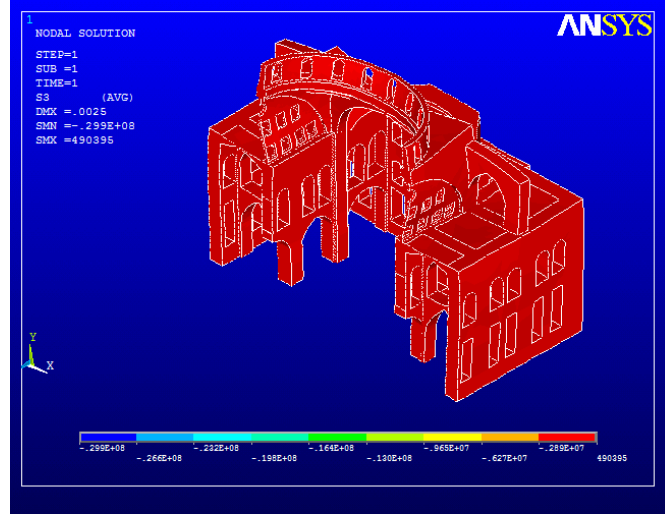 1
NODAL SOLUTION
ANSYS
STEP=1
SUB =1
TIME=1
S3 (AVG)
DMX =.0025
SMN =-.299E+08
SMX =490395
Y
X
-.299E+08 -.232E+08 -.164E+08 -.965E+07 -.289E+07
-.266E+08 -.198E+08 -.130E+08 -.627E+07 490395